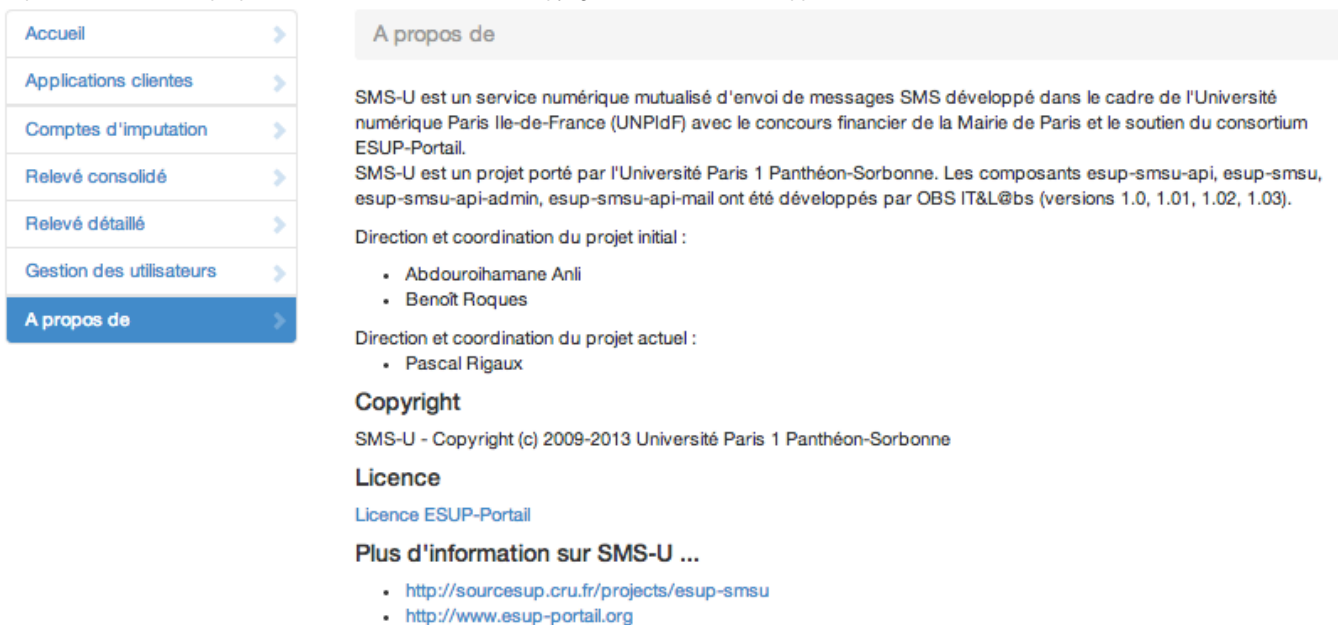 Accueil
Applications clientes
Comptes d'imputation
Relevé consolidé
Relevé détaillé
Gestion des utilisateurs
A propos de
A propos de
SMS-U est un service numérique mutualisé d'envoi de messages SMS développé dans le cadre de l'Université
numérique Paris Ile-de-France (UNPIdF) avec le concours financier de la Mairie de Paris et le soutien du consortium
ESUP-Portail.
SMS-U est un projet porté par l'Université Paris 1 Panthéon-Sorbonne. Les composants esup-smsu-api, esup-smsu,
esup-smsu-api-admin, esup-smsu-api-mail ont été développés par OBS IT&L@bs (versions 1.0, 1.01, 1.02, 1.03).
Direction et coordination du projet initial :
• Abdouroihamane Anli
• Benoît Roques
Direction et coordination du projet actuel :
• Pascal Rigaux
Copyright
SMS-U - Copyright (c) 2009-2013 Université Paris 1 Panthéon-Sorbonne
Licence
Licence ESUP-Portail
Plus d'information sur SMS-U ...
• http://sourcesup.cru.fr/projects/esup-smsu
• http://www.esup-portail.org